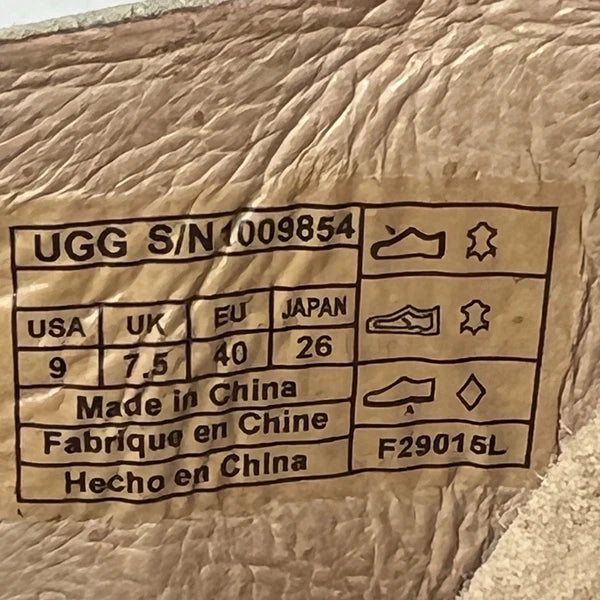 UGG S/N 1009854
USA UK EU JAPAN
9 7.5 40 26
Made in China
Fabrique en Chine
Hecho en China
F29015L